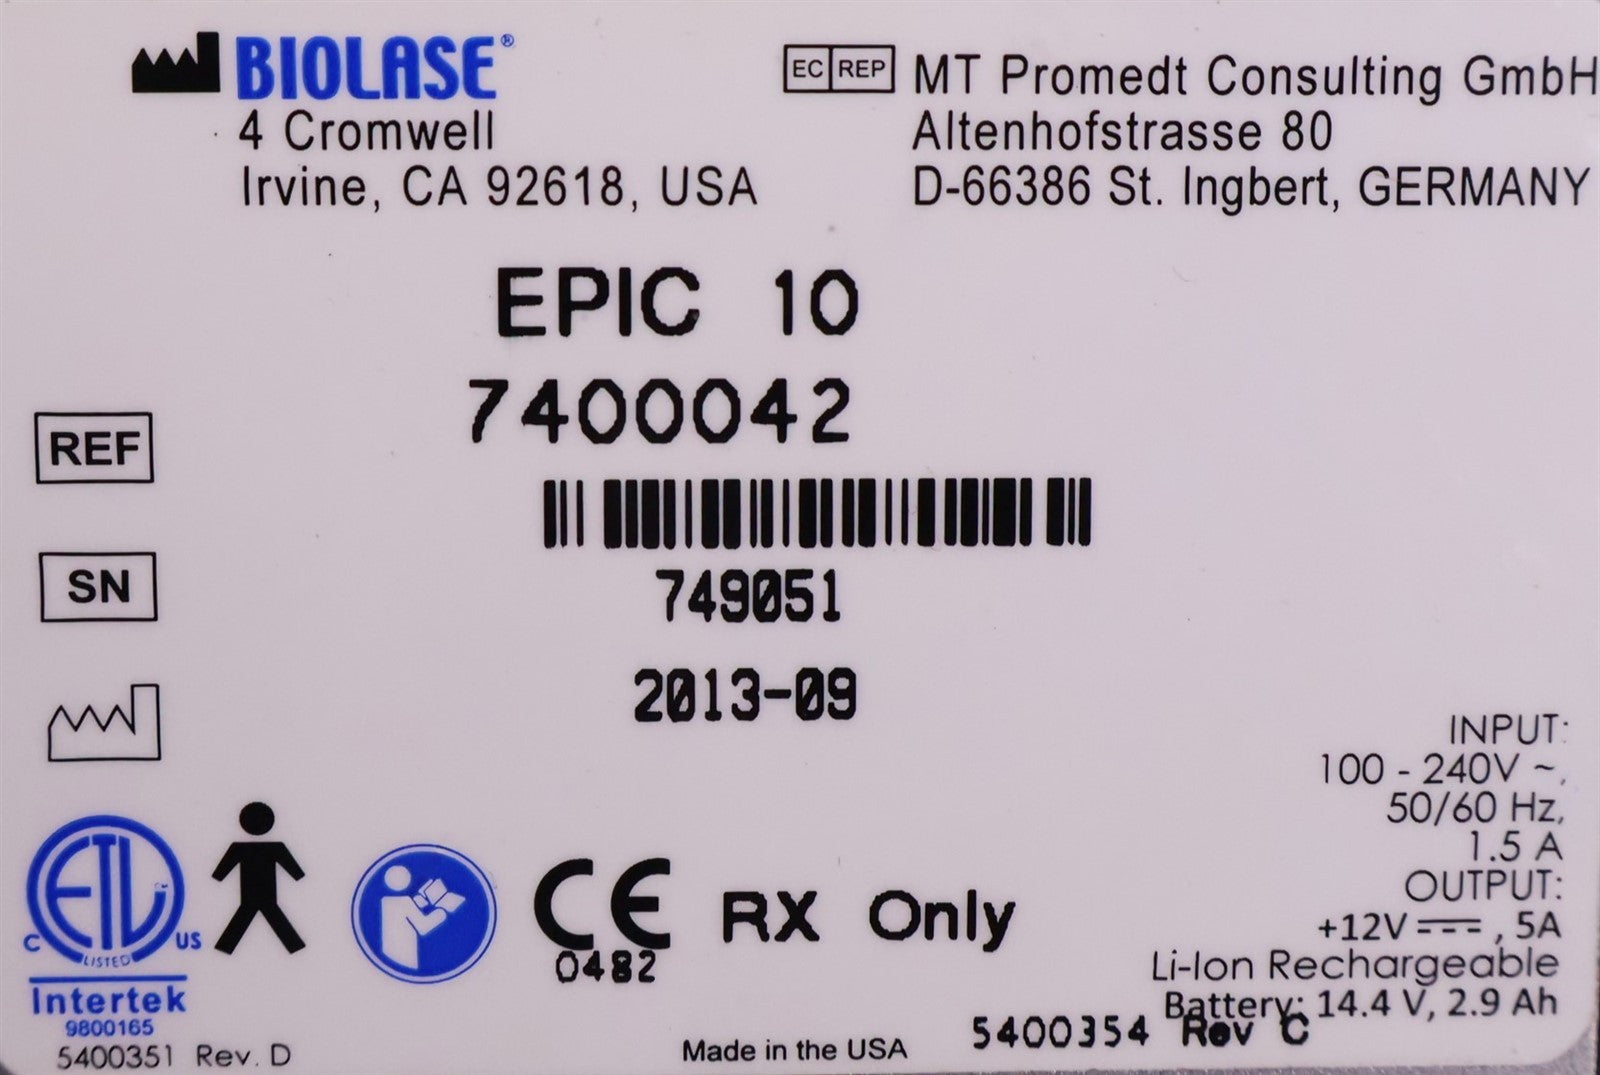 BIOLASE®
4 Cromwell
Irvine, CA 92618, USA
EC REP MT Promedt Consulting GmbH
Altenhofstrasse 80
D-66386 St. Ingbert, GERMANY
EPIC 10
7400042
REF
749051
SN
2013-09
INPUT:
100 - 240V ~,
50/60 Hz,
1.5 A
OUTPUT:
+12V ⎓, 5A
Li-Ion Rechargeable
Battery: 14.4 V, 2.9 Ah
ETL
C US
LISTED
Intertek
9800165
5400351 Rev. D
CE
0482
RX Only
Made in the USA
5400354 Rev C